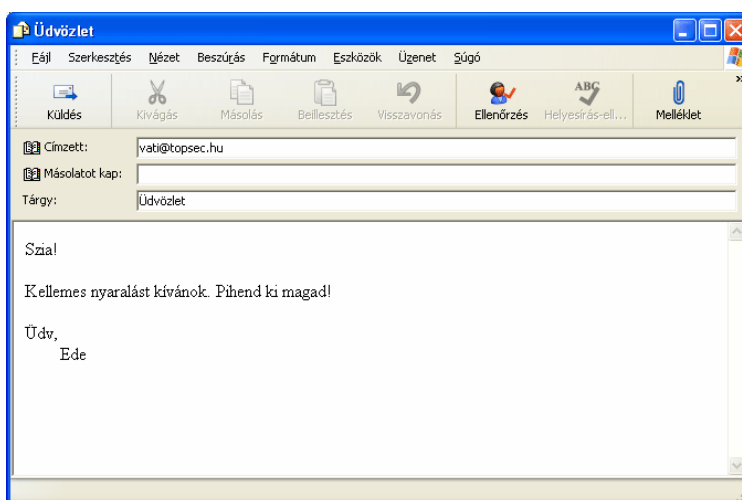 Üdvözlet
Fájl Szerkesztés Nézet Beszúrás Formátum Eszközök Üzenet Súgó
»
Küldés Kivágás Másolás Beillesztés Visszavonás Ellenőrzés Helyesírás-ell... Melléklet
ABC
Címzett: vati@topsec.hu
Másolatot kap:
Tárgy: Üdvözlet
Szia!
Kellemes nyaralást kívánok. Pihend ki magad!
Üdv,
Ede